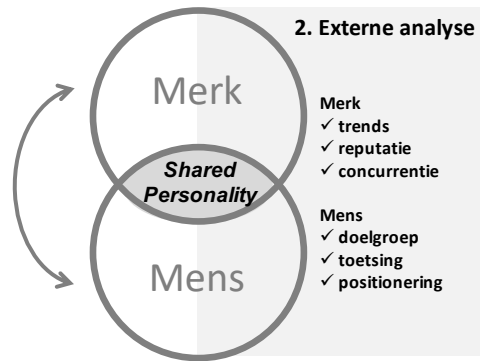 2. Externe analyse
Merk
Shared
Personality
Mens
Merk
✓ trends
✓ reputatie
✓ concurrentie
Mens
✓ doelgroep
✓ toetsing
✓ positionering